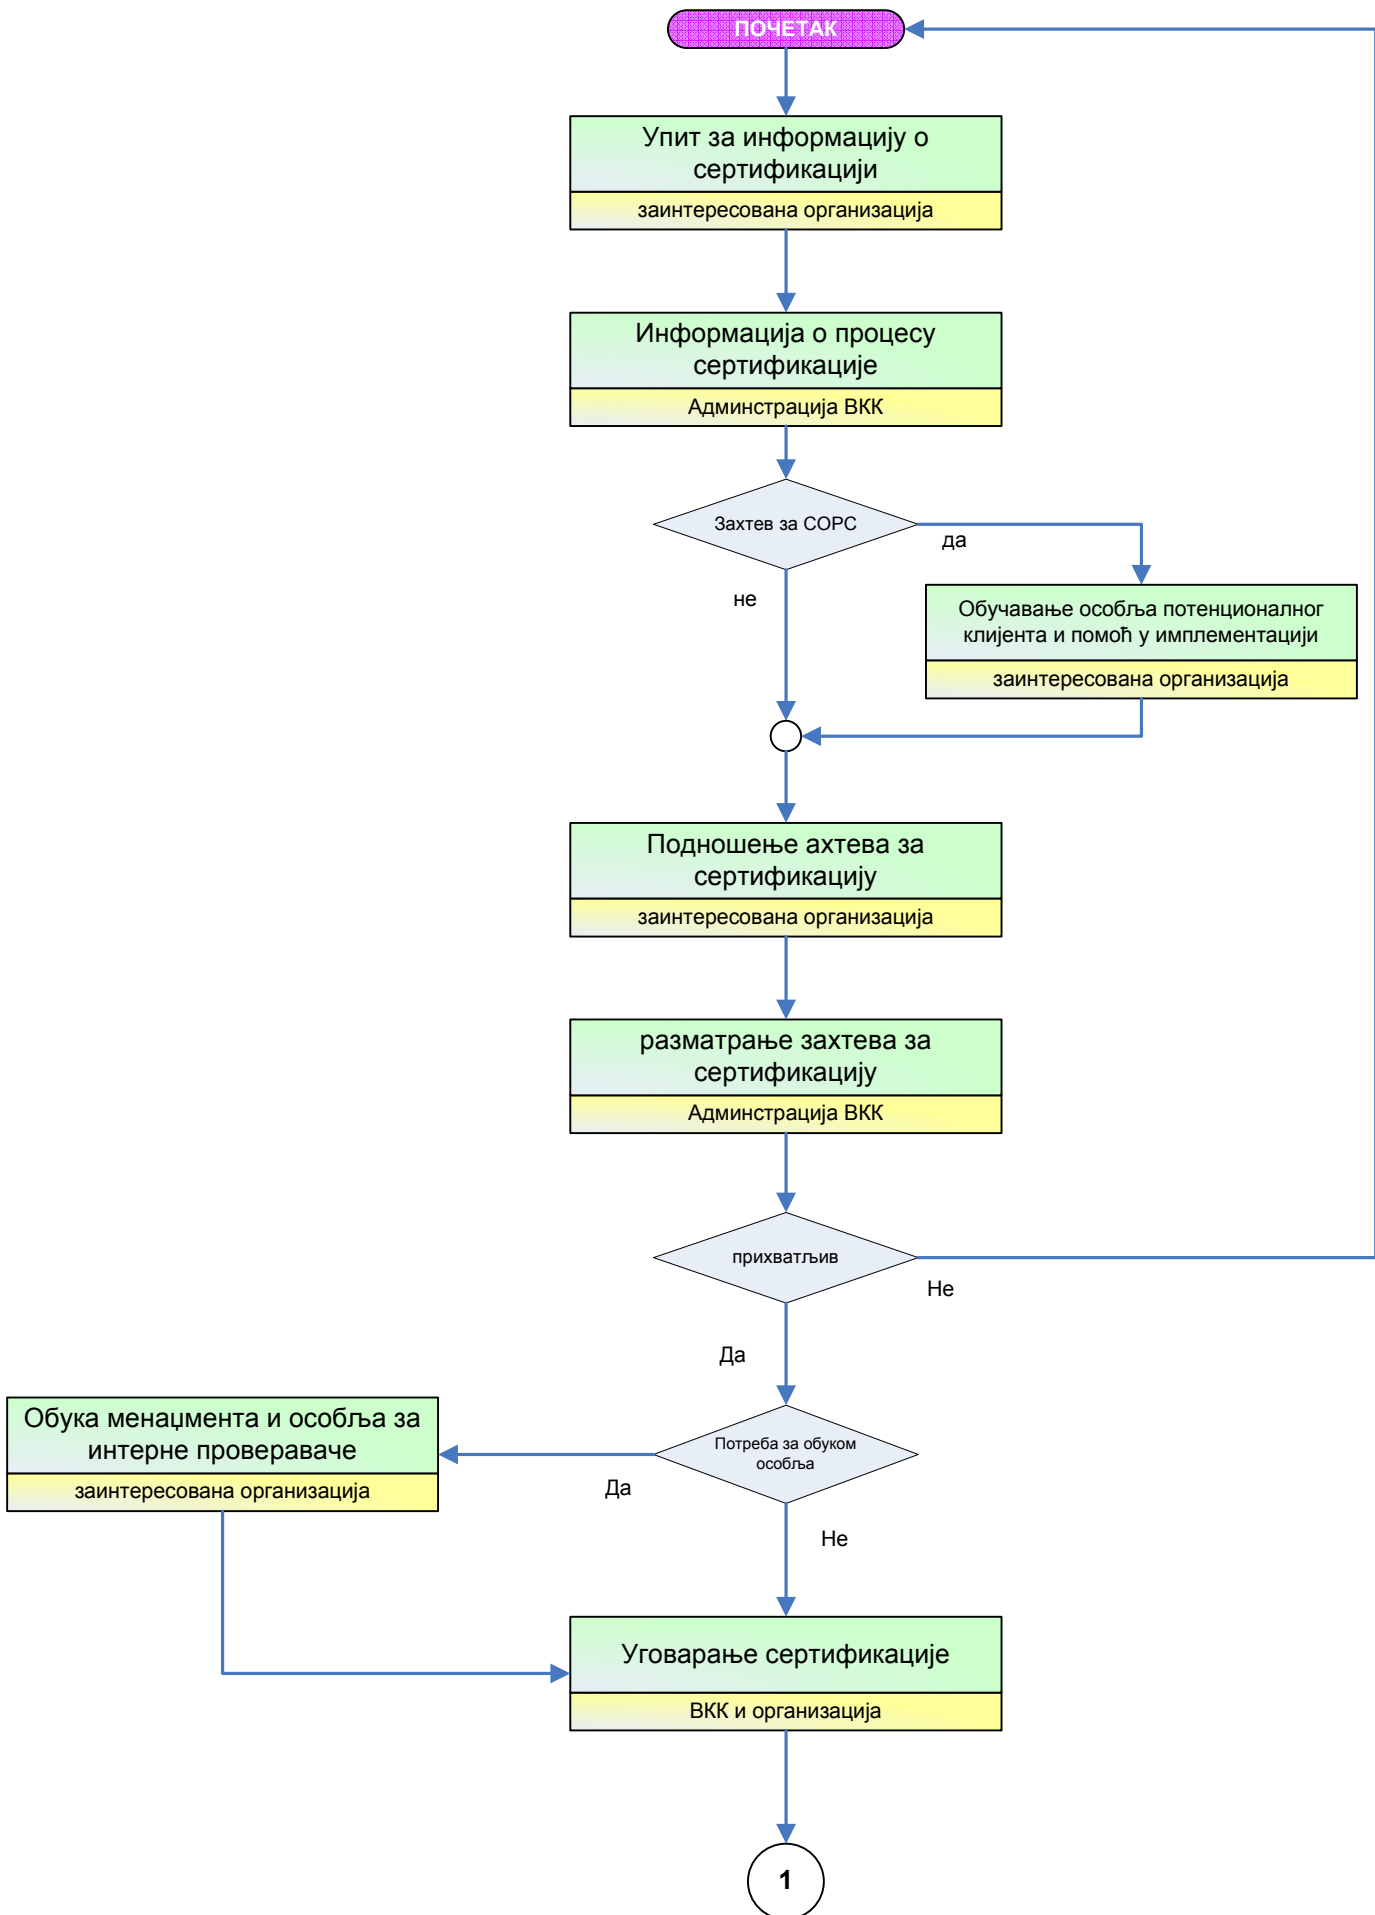 ПОЧЕТАК
Упит за информацију о
сертификацији
заинтересована организација
Информација о процесу
сертификације
Админстрација ВКК
Захтев за СОРС
да
не
Обучавање особља потенционалног
клијента и помоћ у имплементацији
заинтересована организација
Подношење ахтева за
сертификацију
заинтересована организација
разматрање захтева за
сертификацију
Админстрација ВКК
прихватљив
Не
Да
Потреба за обуком
особља
Обука менаџмента и особља за
интерне провераваче
заинтересована организација
Да
Не
Уговарање сертификације
ВКК и организација
1